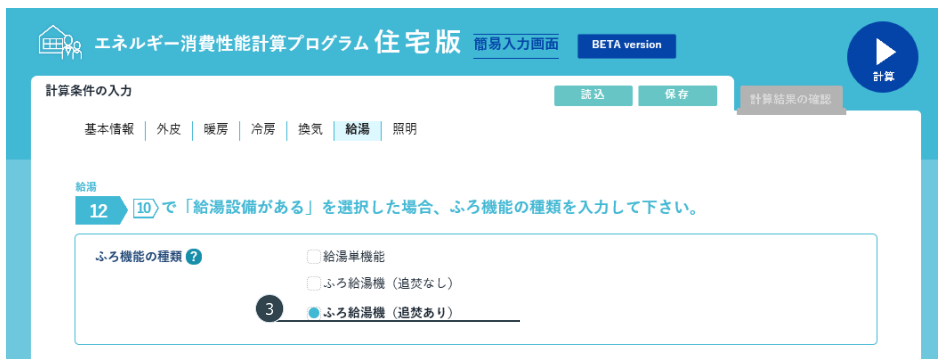 エネルギー消費性能計算プログラム 住宅版 簡易入力画面 BETA version
計算
計算条件の入力 読込 保存 計算結果の確認
基本情報 外皮 暖房 冷房 換気 給湯 照明
給湯
12 10 で「給湯設備がある」を選択した場合、ふろ機能の種類を入力して下さい。
ふろ機能の種類 ? 給湯単機能
ふろ給湯機（追焚なし）
3 ふろ給湯機（追焚あり）